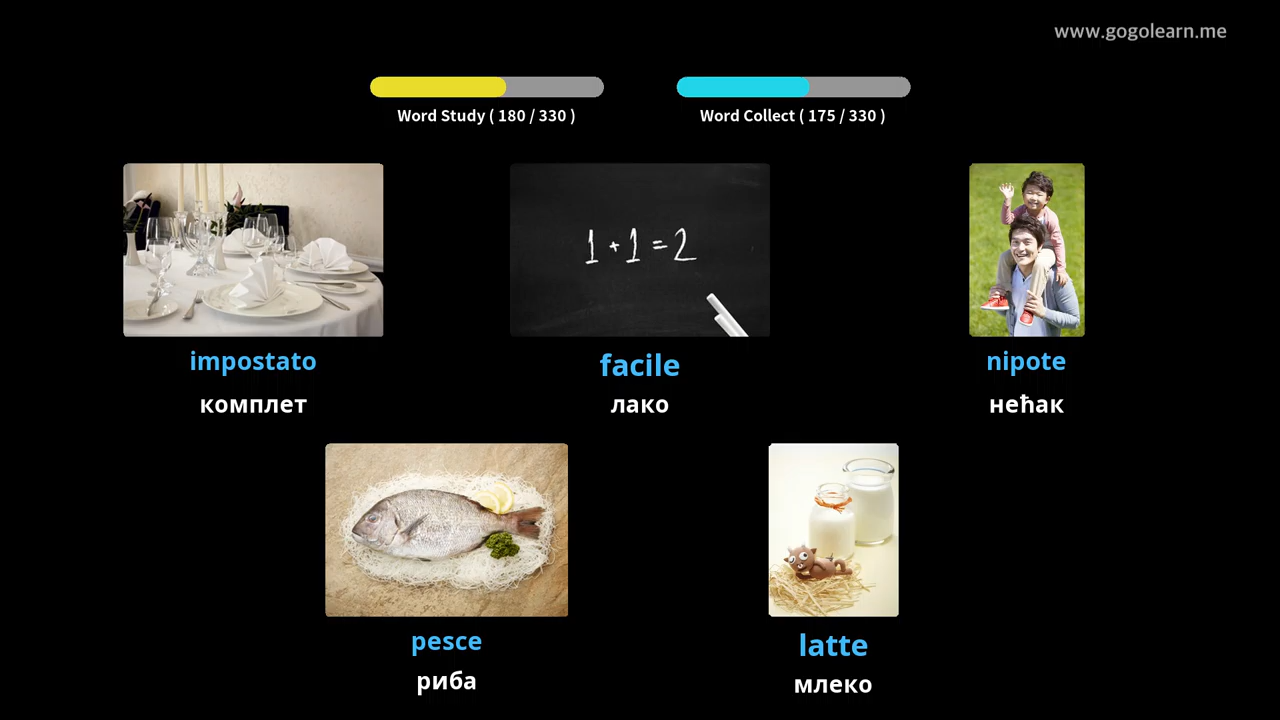 www.gogolearn.me
Word Study ( 180 / 330 )
Word Collect ( 175 / 330 )
1 + 1 = 2
impostato
facile
nipote
комплет
лако
нећак
pesce
latte
риба
млеко